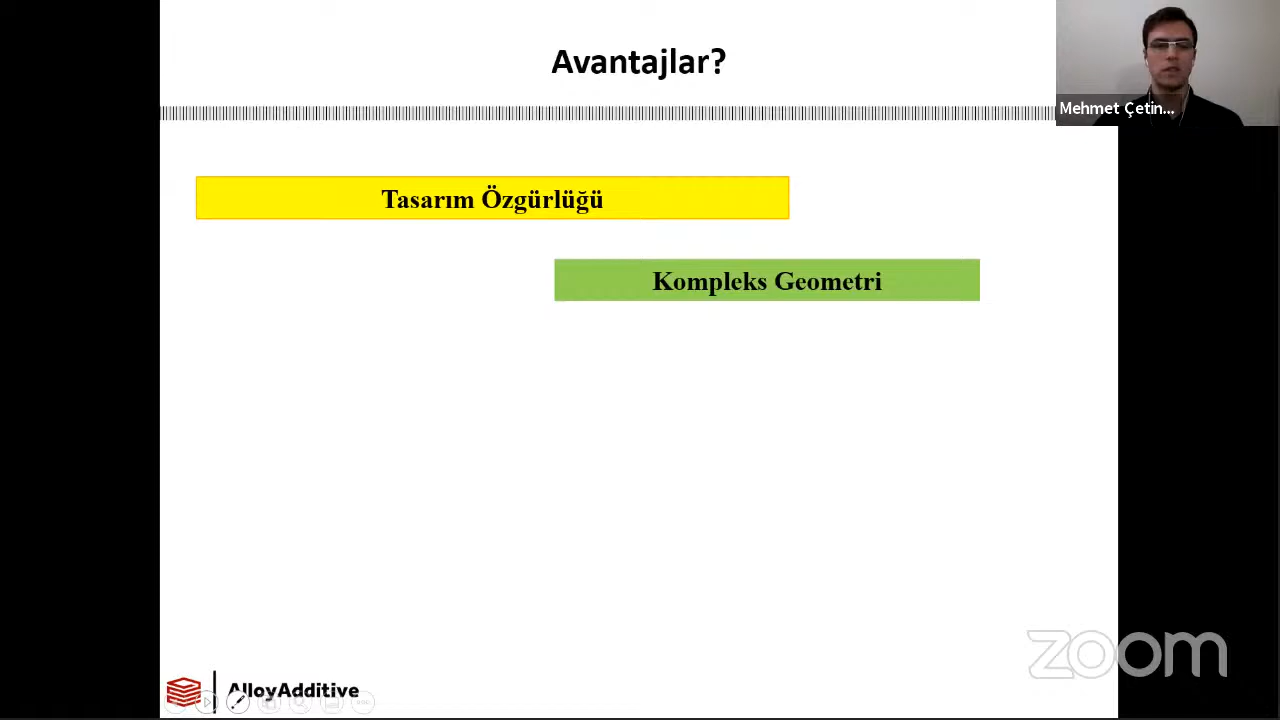 Avantajlar?
Mehmet Çetin...
Tasarım Özgürlüğü
Kompleks Geometri
zoom
AlloyAdditive